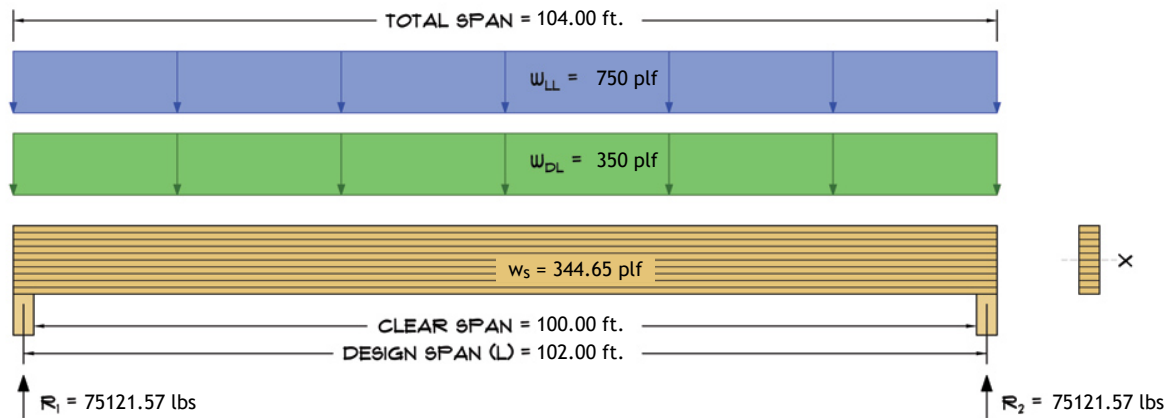 TOTAL SPAN = 104.00 ft.
wLL = 750 plf
wDL = 350 plf
ws = 344.65 plf
X
CLEAR SPAN = 100.00 ft.
DESIGN SPAN (L) = 102.00 ft.
R1 = 75121.57 lbs
R2 = 75121.57 lbs